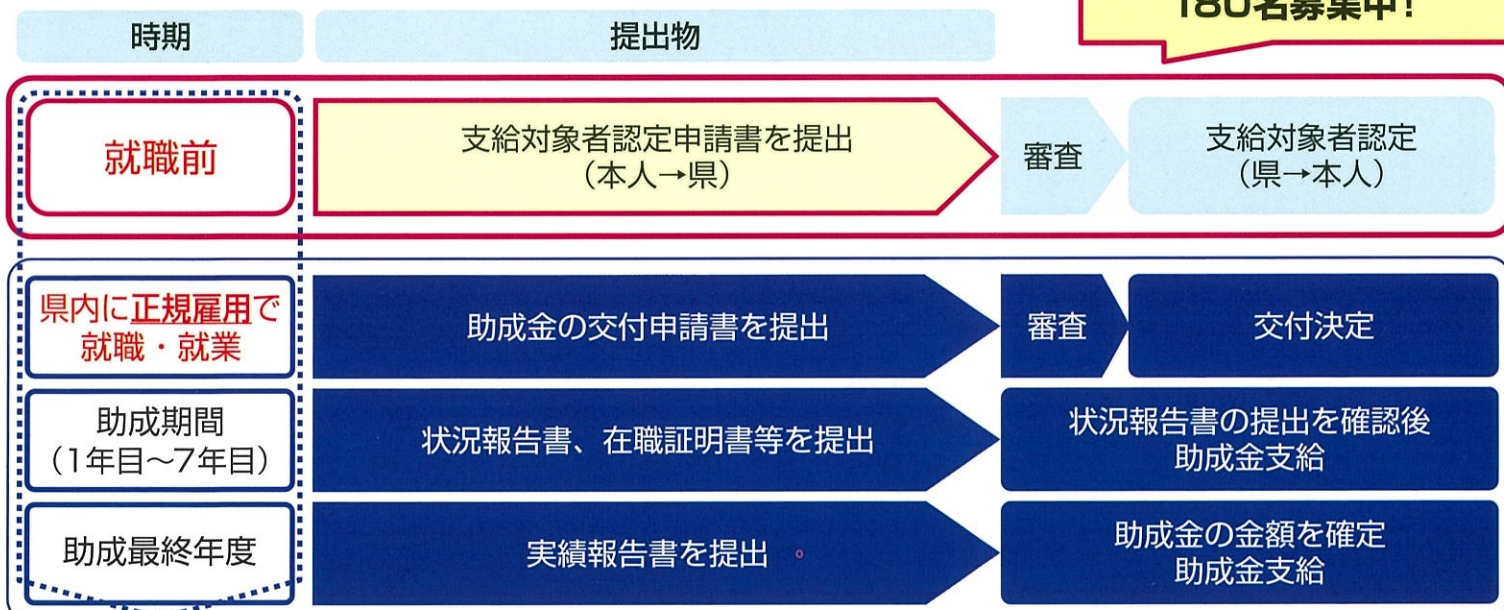 180名募集中!
時期
提出物
就職前
支給対象者認定申請書を提出
(本人→県)
審査
支給対象者認定
(県→本人)
県内に正規雇用で
就職・就業
助成金の交付申請書を提出
審査
交付決定
助成期間
(1年目~7年目)
状況報告書、在職証明書等を提出
状況報告書の提出を確認後
助成金支給
助成最終年度
実績報告書を提出
助成金の金額を確定
助成金支給